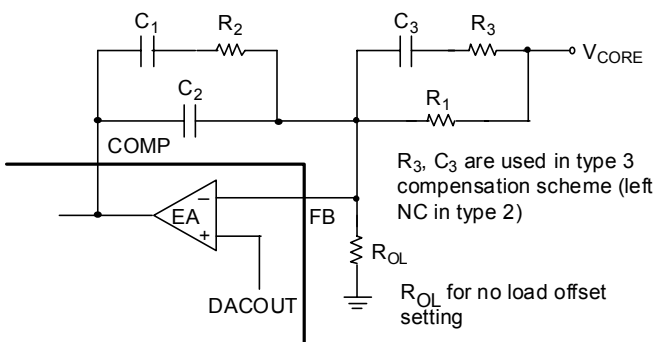 C1
R2
C3
R3
VCORE
C2
R1
COMP
R3, C3 are used in type 3
compensation scheme (left
NC in type 2)
EA
−
+
FB
ROL
DACOUT
ROL for no load offset
setting